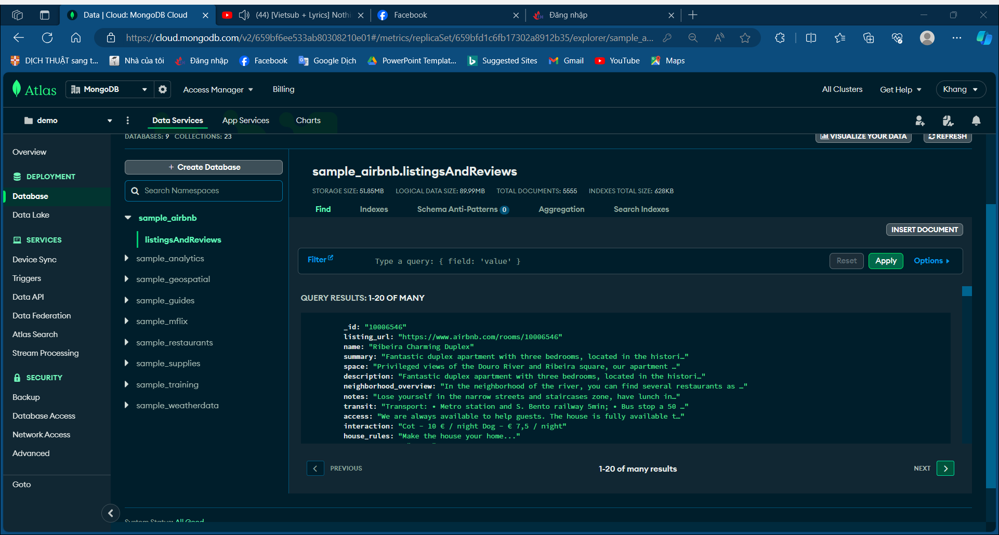 Data | Cloud: MongoDB Cloud
(44) [Vietsub + Lyrics] Nothi
Facebook
Đăng nhập
https://cloud.mongodb.com/v2/659bf6ee533ab80308210e01#/metrics/replicaSet/659bfd1c6fb17302a8912b35/explorer/sample_a...
DỊCH THUẬT sang t...
Nhà của tôi
Đăng nhập
Facebook
Google Dịch
PowerPoint Templat...
Suggested Sites
Gmail
YouTube
Maps
Atlas
MongoDB
Access Manager
Billing
All Clusters
Get Help
Khang
demo
Data Services
App Services
Charts
DATABASES: 9 COLLECTIONS: 23
VISUALIZE YOUR DATA
REFRESH
Overview
DEPLOYMENT
Database
Data Lake
SERVICES
Device Sync
Triggers
Data API
Data Federation
Atlas Search
Stream Processing
SECURITY
Backup
Database Access
Network Access
Advanced
Goto
+ Create Database
Search Namespaces
sample_airbnb
listingsAndReviews
sample_analytics
sample_geospatial
sample_guides
sample_mflix
sample_restaurants
sample_supplies
sample_training
sample_weatherdata
sample_airbnb.listingsAndReviews
STORAGE SIZE: 51.85MB LOGICAL DATA SIZE: 89.99MB TOTAL DOCUMENTS: 5555 INDEXES TOTAL SIZE: 628KB
Find
Indexes
Schema Anti-Patterns 0
Aggregation
Search Indexes
INSERT DOCUMENT
Filter
Type a query: { field: 'value' }
Reset
Apply
Options
QUERY RESULTS: 1-20 OF MANY
_id: "10006546"
listing_url: "https://www.airbnb.com/rooms/10006546"
name: "Ribeira Charming Duplex"
summary: "Fantastic duplex apartment with three bedrooms, located in the histori…"
space: "Privileged views of the Douro River and Ribeira square, our apartment …"
description: "Fantastic duplex apartment with three bedrooms, located in the histori…"
neighborhood_overview: "In the neighborhood of the river, you can find several restaurants as …"
notes: "Lose yourself in the narrow streets and staircases zone, have lunch in…"
transit: "Transport: • Metro station and S. Bento railway 5min; • Bus stop a 50 …"
access: "We are always available to help guests. The house is fully available t…"
interaction: "Cot - 10 € / night Dog - € 7,5 / night"
house_rules: "Make the house your home..."
PREVIOUS
1-20 of many results
NEXT
System Status: All Good